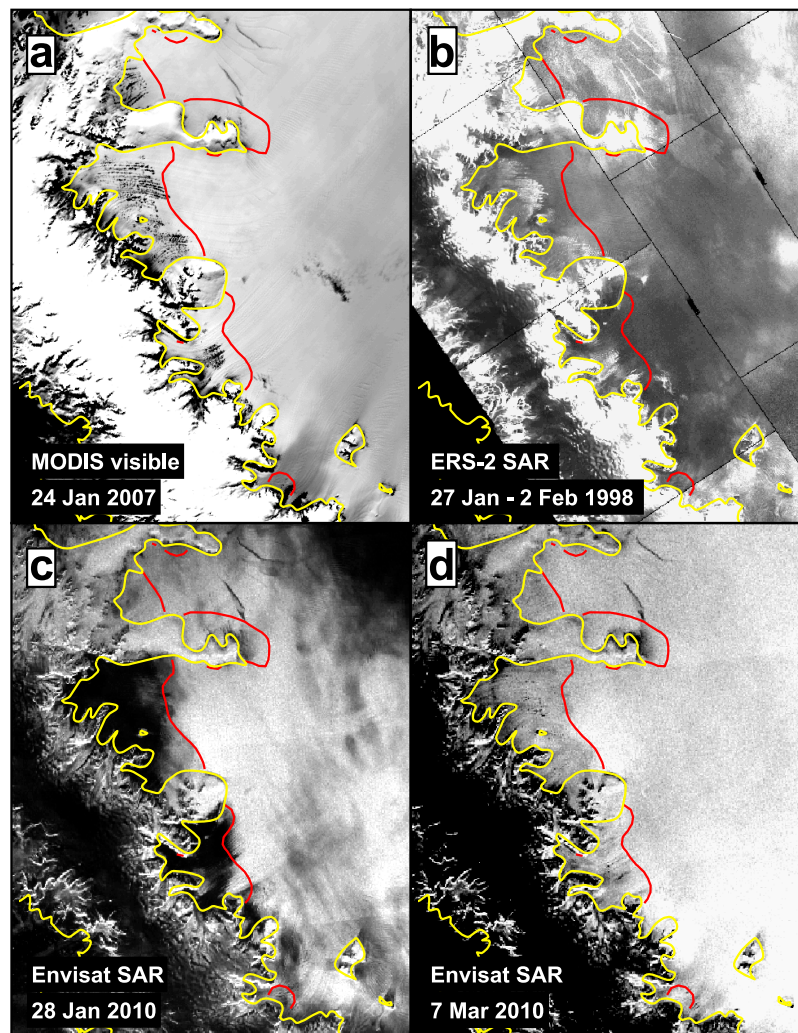 a
MODIS visible
24 Jan 2007
b
ERS-2 SAR
27 Jan - 2 Feb 1998
c
Envisat SAR
28 Jan 2010
d
Envisat SAR
7 Mar 2010